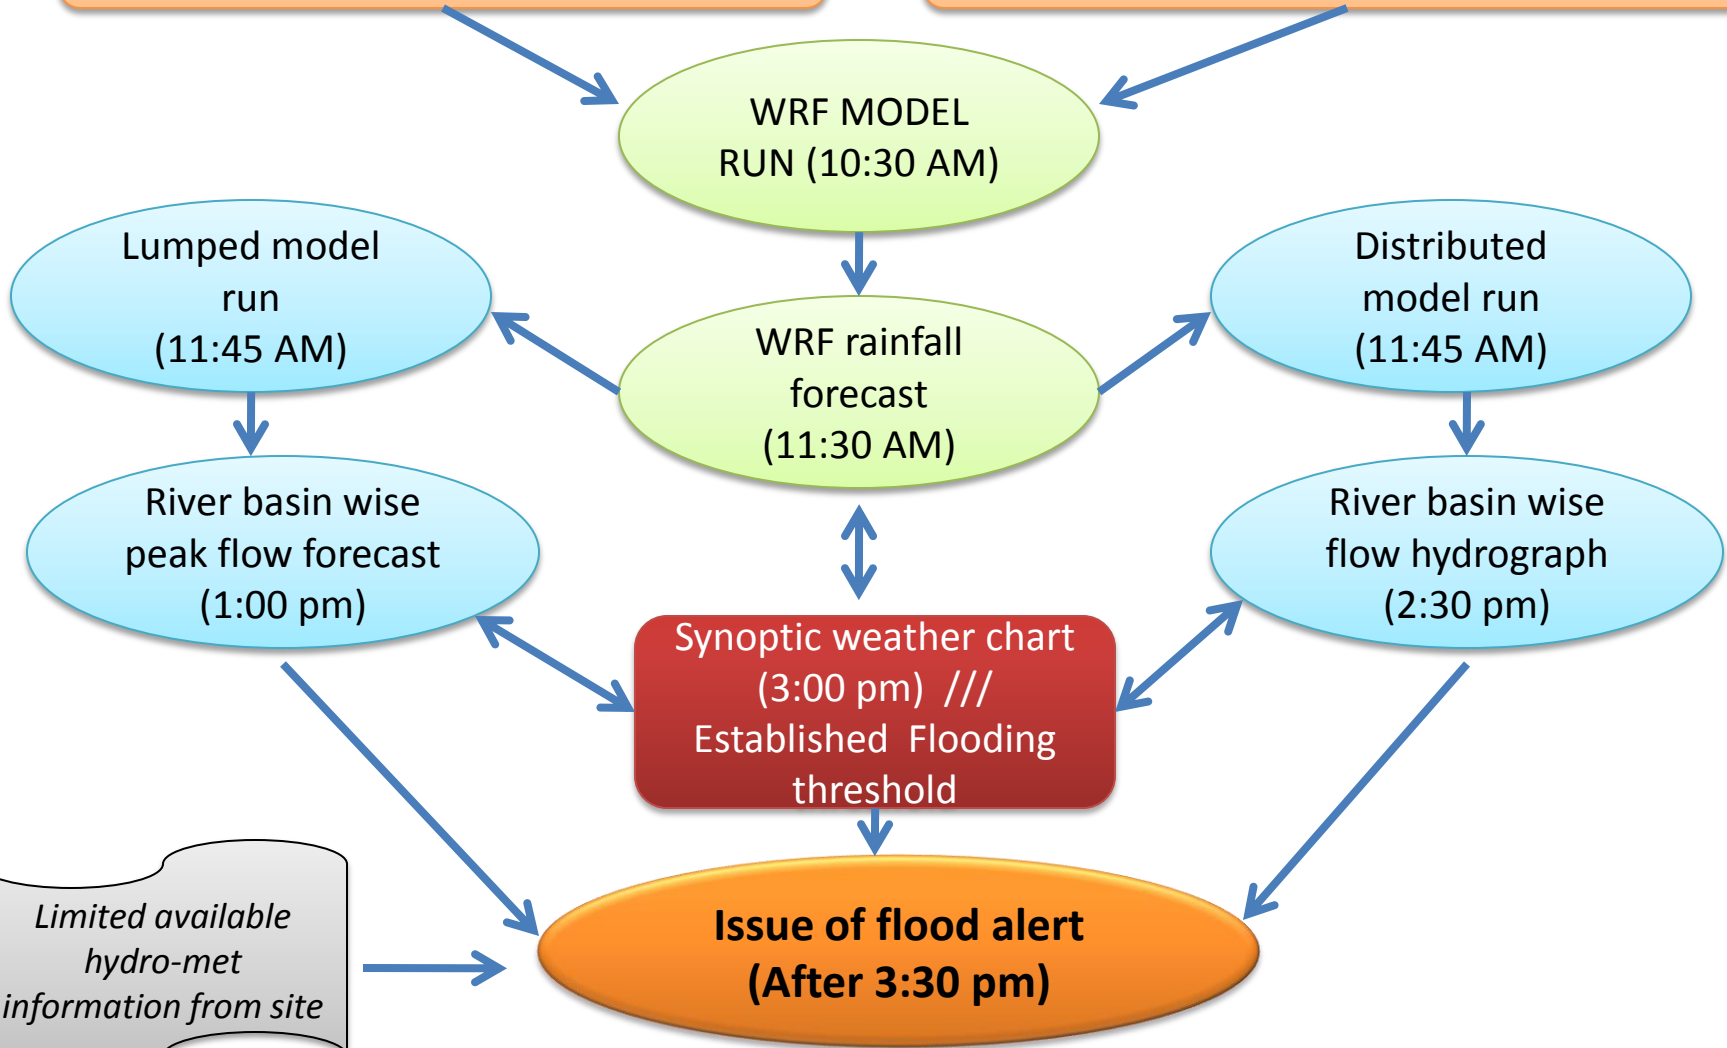 WRF MODEL
RUN (10:30 AM)
Lumped model
run
(11:45 AM)
Distributed
model run
(11:45 AM)
WRF rainfall
forecast
(11:30 AM)
River basin wise
peak flow forecast
(1:00 pm)
River basin wise
flow hydrograph
(2:30 pm)
Synoptic weather chart
(3:00 pm)  ///
Established  Flooding
threshold
Limited available
hydro-met
information from site
Issue of flood alert
(After 3:30 pm)